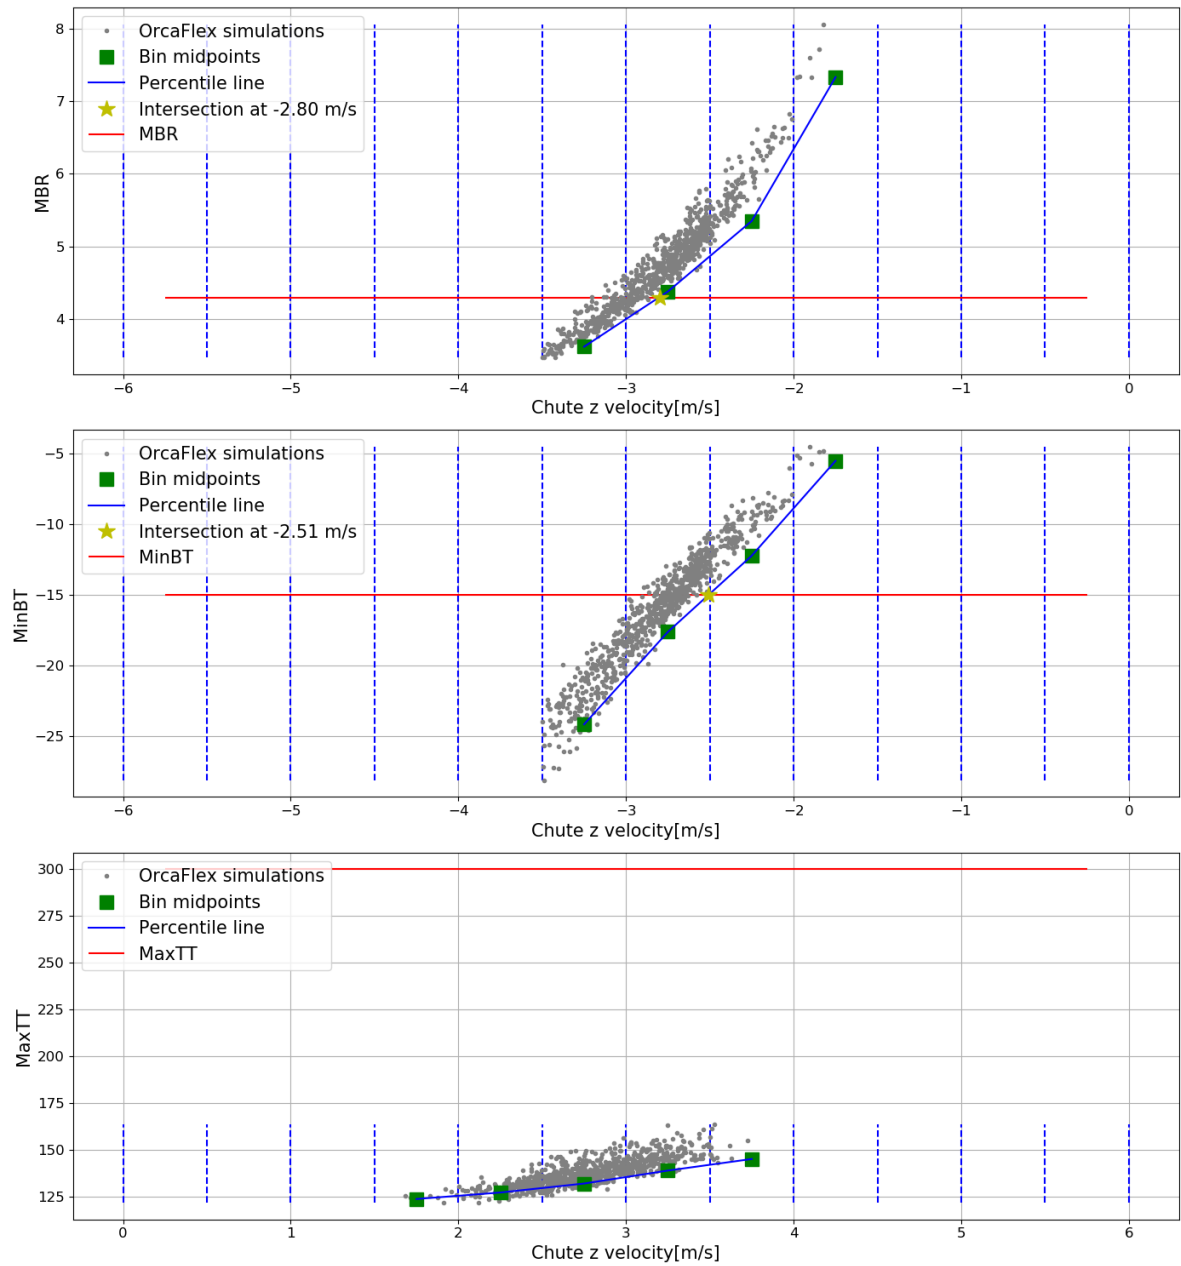 OrcaFlex simulations
Bin midpoints
Percentile line
Intersection at -2.80 m/s
MBR
8
7
6
5
4
MBR
−6 −5 −4 −3 −2 −1 0
Chute z velocity[m/s]
OrcaFlex simulations
Bin midpoints
Percentile line
Intersection at -2.51 m/s
MinBT
−5
−10
−15
−20
−25
MinBT
−6 −5 −4 −3 −2 −1 0
Chute z velocity[m/s]
OrcaFlex simulations
Bin midpoints
Percentile line
MaxTT
300
275
250
225
200
175
150
125
MaxTT
0 1 2 3 4 5 6
Chute z velocity[m/s]